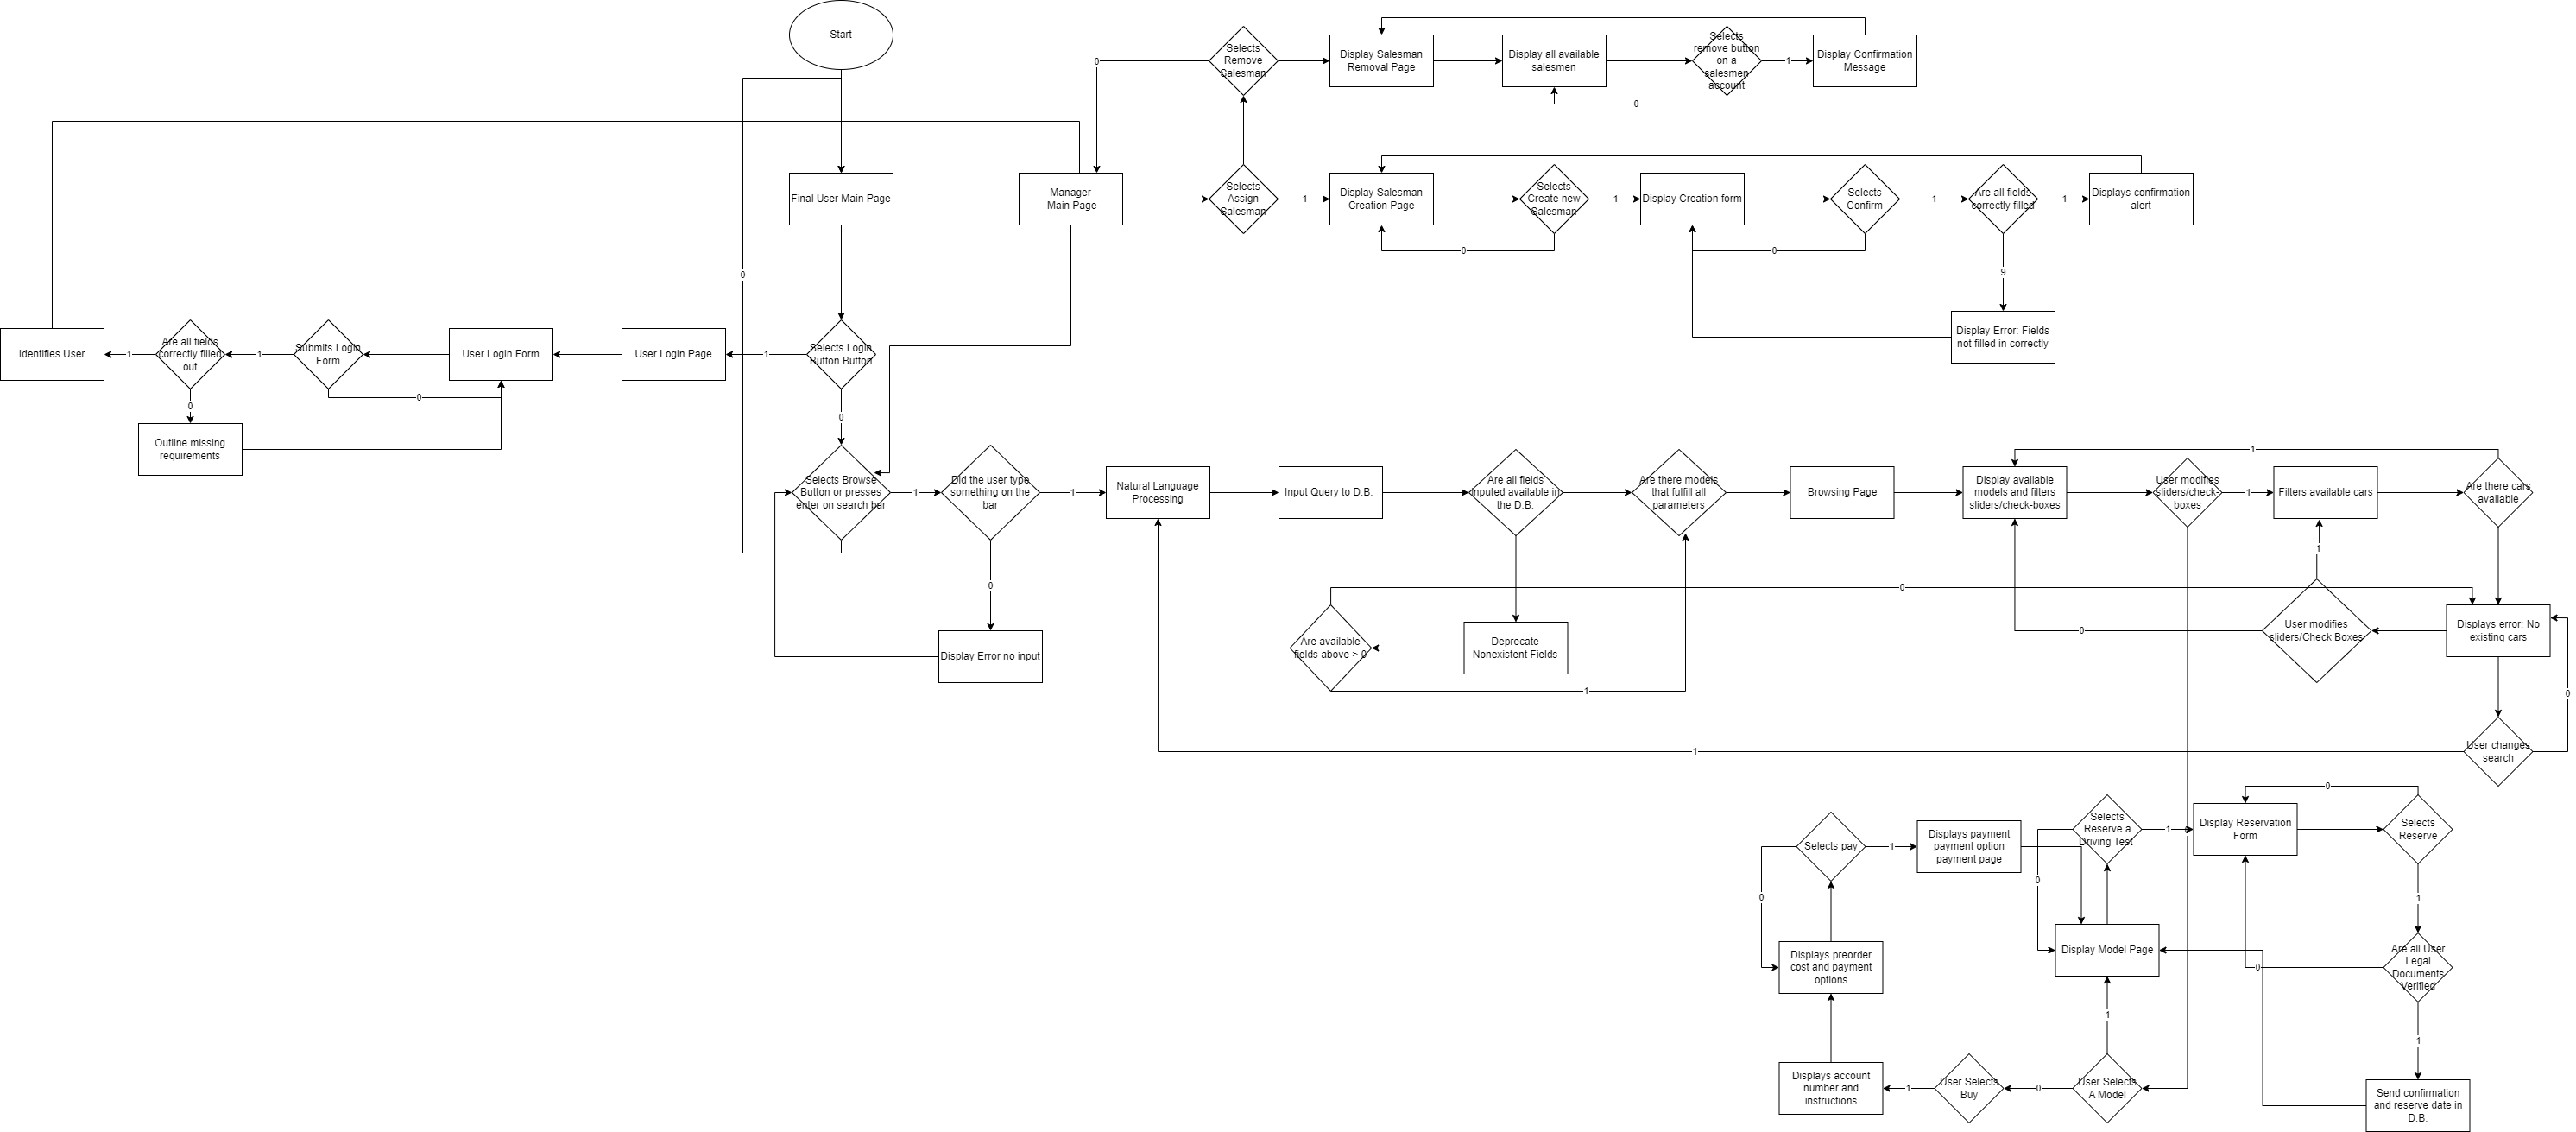 Start
Selects
Remove
Salesman
0
Display Salesman
Removal Page
Display all available
salesmen
0
Selects
remove button
on a
salesmen
account
1
Display Confirmation
Message
Final User Main Page
Manager
Main Page
Selects
Assign
Salesman
1
Display Salesman
Creation Page
0
Selects
Create new
Salesman
1
Display Creation form
0
Selects
Confirm
1
Are all fields
correctly filled
1
Displays confirmation
alert
9
Display Error: Fields
not filled in correctly
0
Identifies User
1
Are all fields
correctly filled
out
1
Submits Login
Form
User Login Form
User Login Page
1
Selects Login
Button Button
0
0
0
Outline missing
requirements
Selects Browse
Button or presses
enter on search bar
1
Did the user type
something on the
bar
1
0
Display Error no input
Natural Language
Processing
Input Query to D.B.
Are all fields
inputed available in
the D.B.
Are there models
that fulfill all
parameters
Browsing Page
Display available
models and filters
sliders/check-boxes
User modifies
sliders/check-
boxes
1
Filters available cars
Are there cars
available
1
1
0
Are available
fields above > 0
Deprecate
Nonexistent Fields
1
0
User modifies
sliders/Check Boxes
Displays error: No
existing cars
0
1
User changes
search
Selects pay
1
Displays payment
payment option
payment page
0
Selects
Reserve a
Driving Test
1
0
Display Reservation
Form
0
Selects
Reserve
1
Displays preorder
cost and payment
options
Display Model Page
0
Are all User
Legal
Documents
Verified
1
1
Displays account
number and
instructions
1
User Selects
Buy
0
User Selects
A Model
Send confirmation
and reserve date in
D.B.